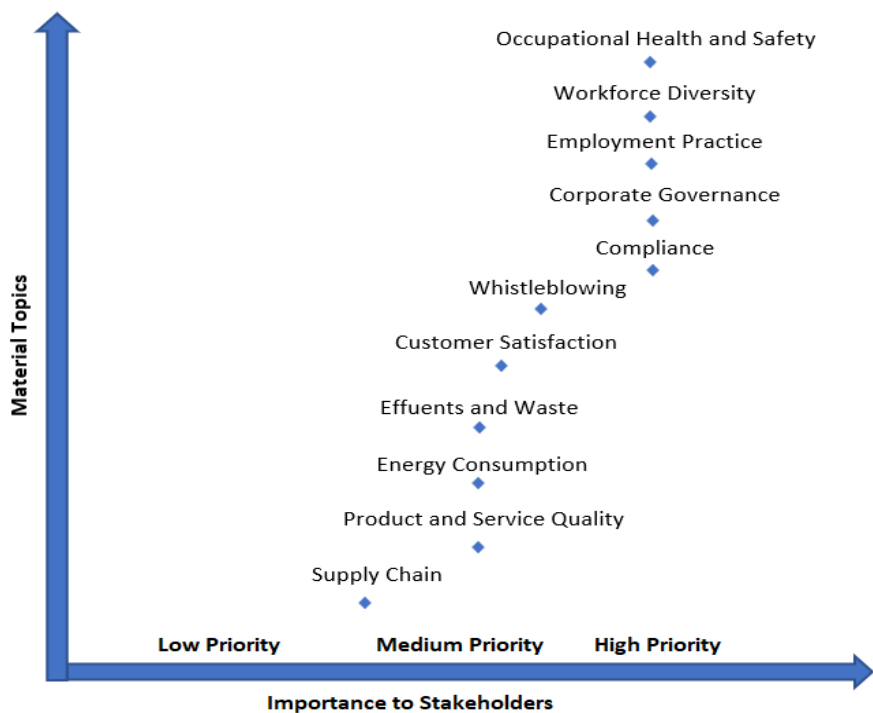 Occupational Health and Safety
Workforce Diversity
Employment Practice
Corporate Governance
Compliance
Whistleblowing
Customer Satisfaction
Effuents and Waste
Energy Consumption
Product and Service Quality
Supply Chain
Material Topics
Low Priority
Medium Priority
High Priority
Importance to Stakeholders